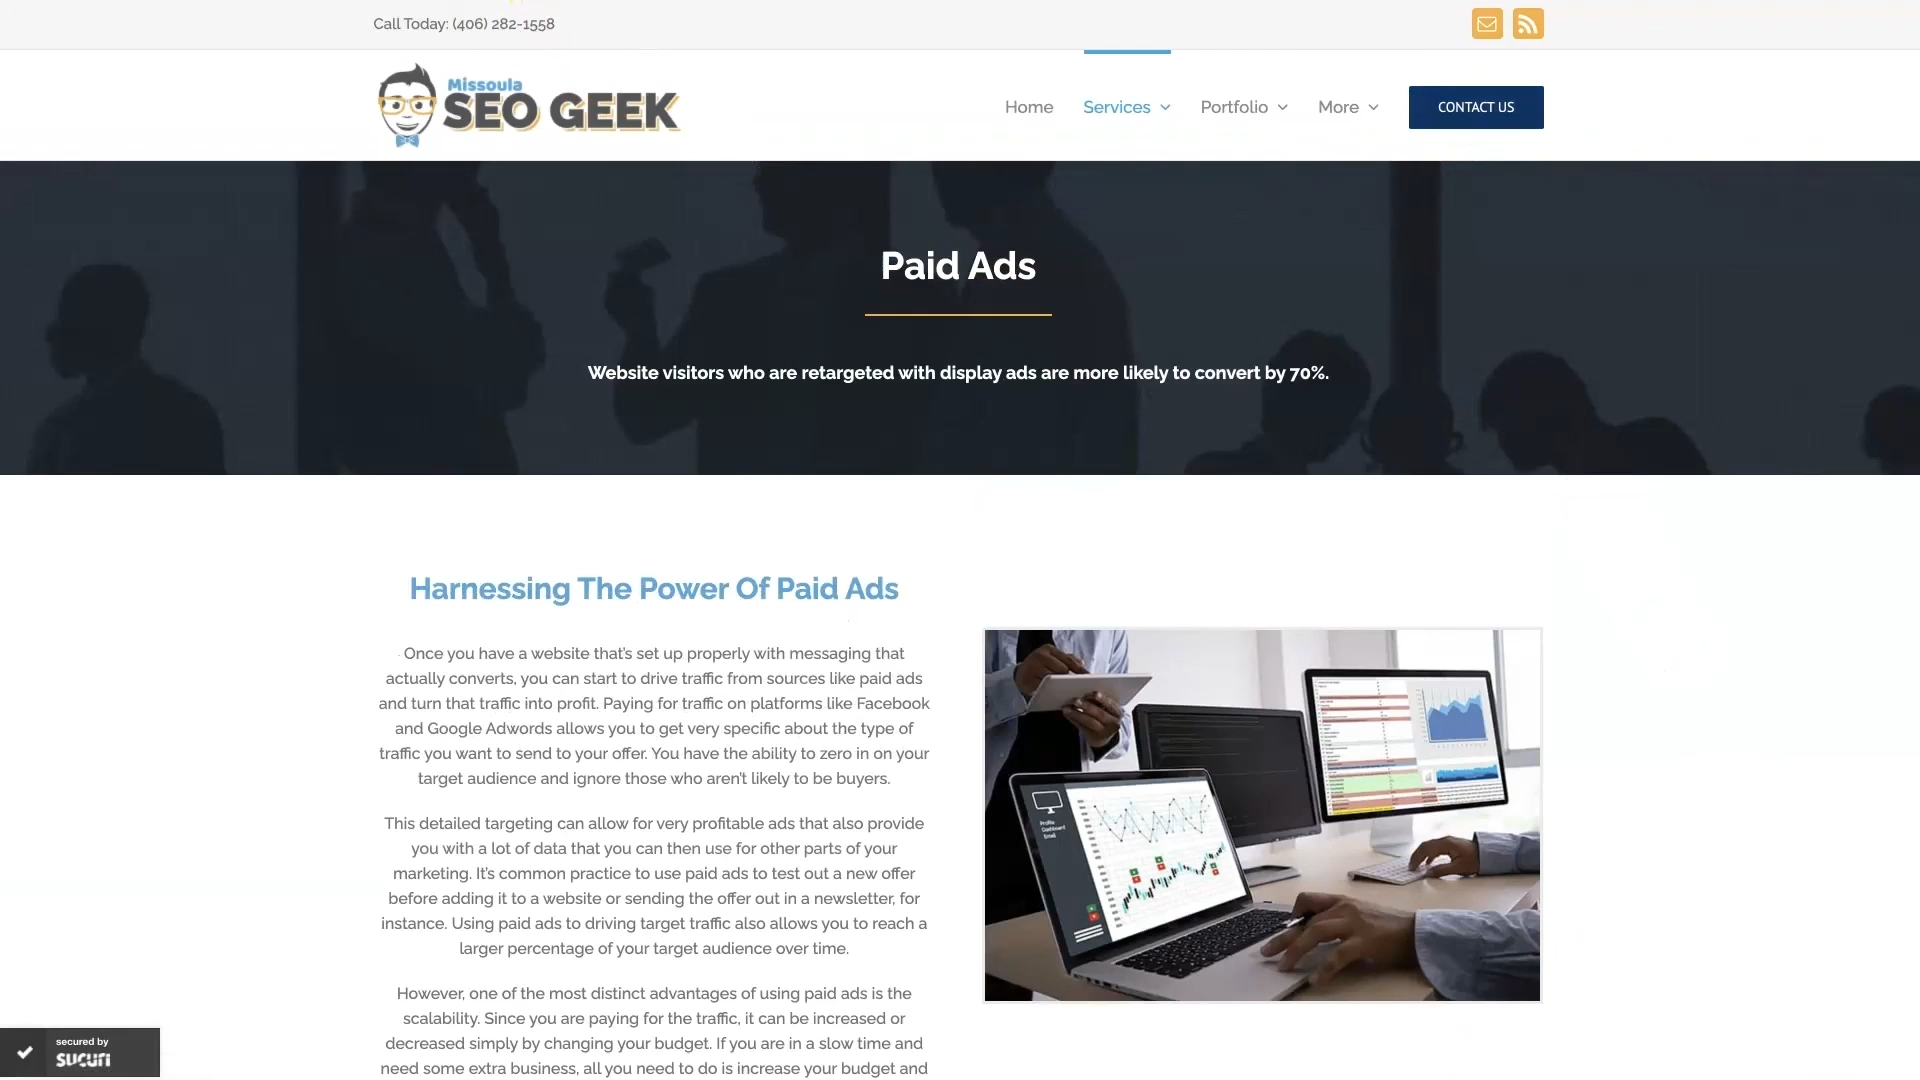 Call Today: (406) 282-1558
Missoula
SEO GEEK
Home
Services
Portfolio
More
CONTACT US
Paid Ads
Website visitors who are retargeted with display ads are more likely to convert by 70%.
Harnessing The Power Of Paid Ads
Once you have a website that's set up properly with messaging that
actually converts, you can start to drive traffic from sources like paid ads
and turn that traffic into profit. Paying for traffic on platforms like Facebook
and Google Adwords allows you to get very specific about the type of
traffic you want to send to your offer. You have the ability to zero in on your
target audience and ignore those who aren't likely to be buyers.
This detailed targeting can allow for very profitable ads that also provide
you with a lot of data that you can then use for other parts of your
marketing. It's common practice to use paid ads to test out a new offer
before adding it to a website or sending the offer out in a newsletter, for
instance. Using paid ads to driving target traffic also allows you to reach a
larger percentage of your target audience over time.
However, one of the most distinct advantages of using paid ads is the
scalability. Since you are paying for the traffic, it can be increased or
decreased simply by changing your budget. If you are in a slow time and
need some extra business, all you need to do is increase your budget and
Profile
Dashboard
Email
secured by
sucuri